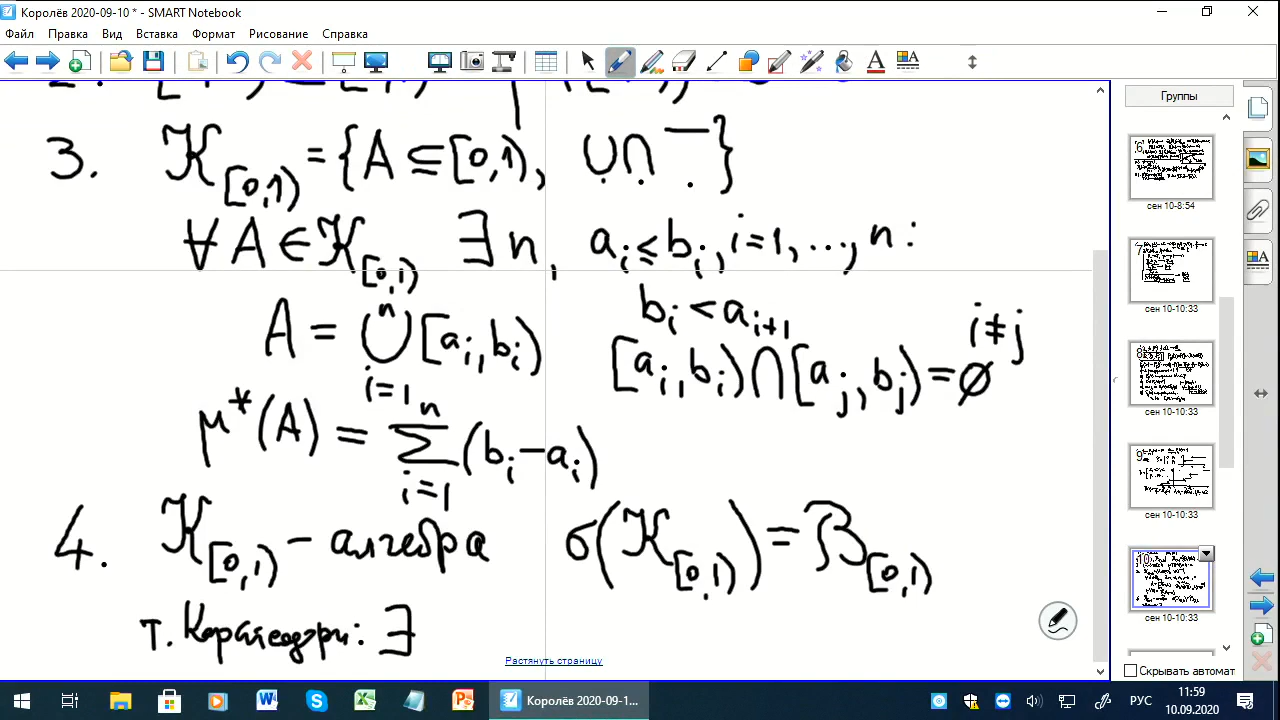 Королёв 2020-09-10 * - SMART Notebook
Файл Правка Вид Вставка Формат Рисование Справка
3. 𝒦[0,1) = {A ⊆ [0,1), ∪ ∩ ¯ }
∀ A ∈ 𝒦[0,1) ∃ n, aᵢ ≤ bᵢ, i = 1, ..., n :
bᵢ < aᵢ₊₁
A = ⋃ᵢ₌₁ⁿ [aᵢ, bᵢ) [aᵢ, bᵢ) ∩ [aⱼ, bⱼ) = ∅ i ≠ j
μ*(A) = ∑ᵢ₌₁ⁿ (bᵢ − aᵢ)
4. 𝒦[0,1) – алгебра σ(𝒦[0,1)) = ℬ[0,1)
т. Каратеодори: ∃
Растянуть страницу
Группы
сен 10-8:54
сен 10-10:33
сен 10-10:33
сен 10-10:33
сен 10-10:33
Скрывать автомат
Королёв 2020-09-1...
РУС
11:59
10.09.2020